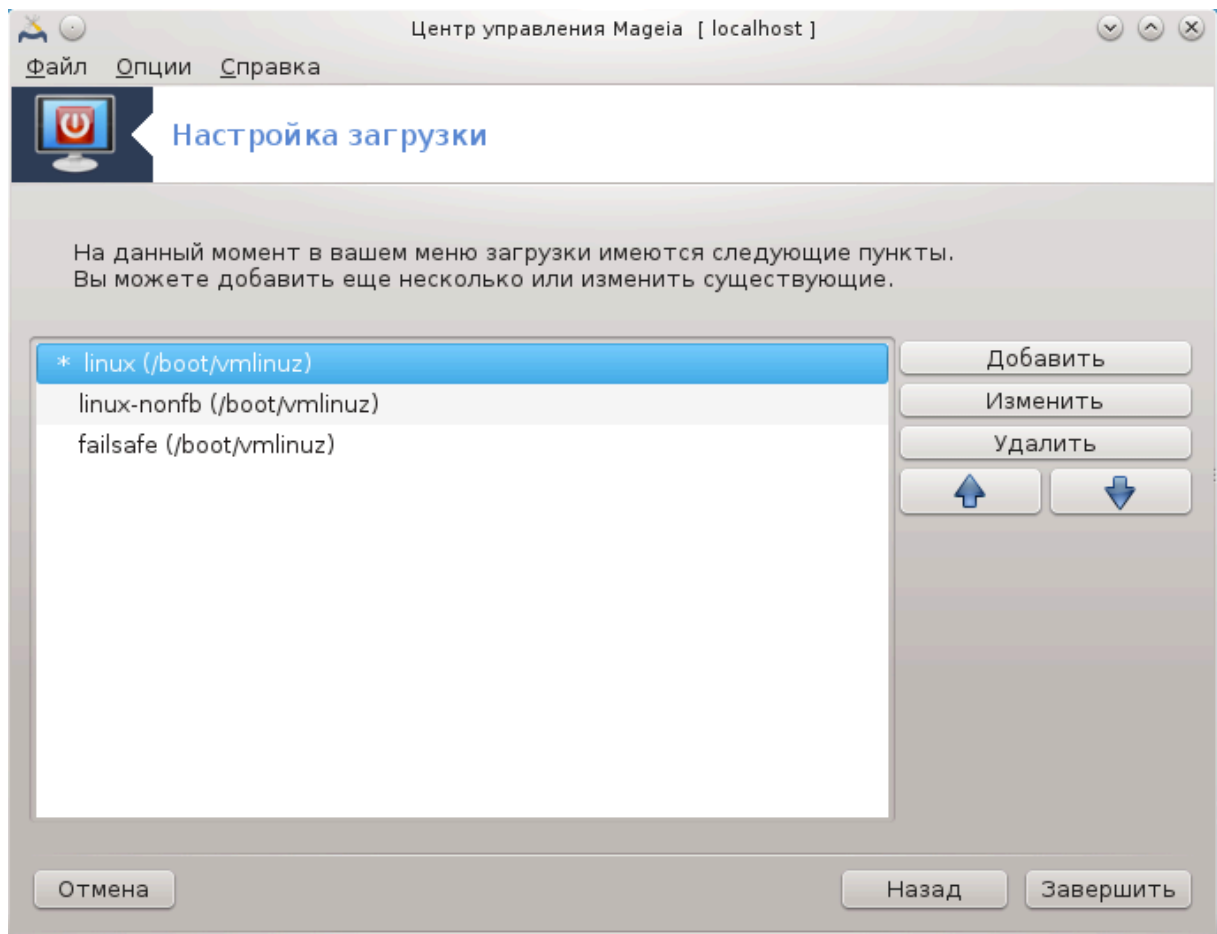 Центр управления Mageia [ localhost ]
Файл Опции Справка
Настройка загрузки
На данный момент в вашем меню загрузки имеются следующие пункты.
Вы можете добавить еще несколько или изменить существующие.
* linux (/boot/vmlinuz)
linux-nonfb (/boot/vmlinuz)
failsafe (/boot/vmlinuz)
Добавить
Изменить
Удалить
Отмена Назад Завершить